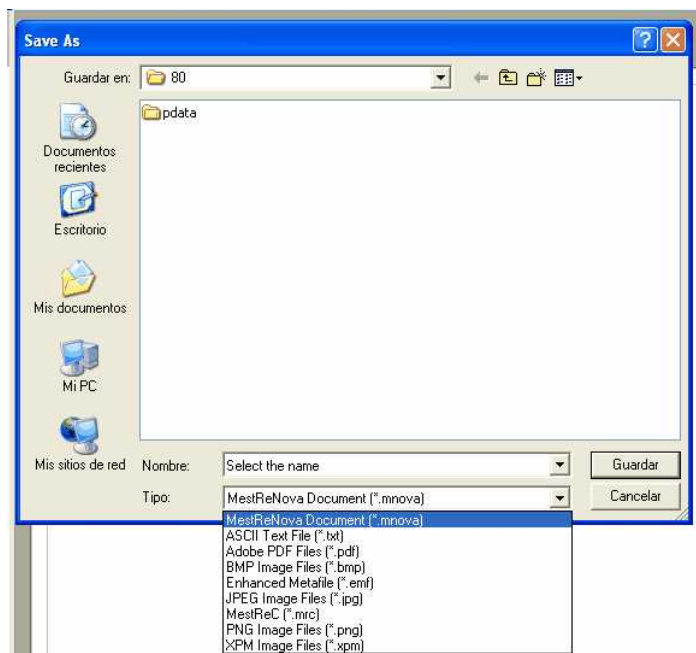 Save As
Guardar en:
80
pdata
Documentos
recientes
Escritorio
Mis documentos
Mi PC
Mis sitios de red
Nombre:
Select the name
Guardar
Tipo:
MestReNova Document (*.mnova)
Cancelar
MestReNova Document (*.mnova)
ASCII Text File (*.txt)
Adobe PDF Files (*.pdf)
BMP Image Files (*.bmp)
Enhanced Metafile (*.emf)
JPEG Image Files (*.jpg)
MestReC (*.mrc)
PNG Image Files (*.png)
XPM Image Files (*.xpm)